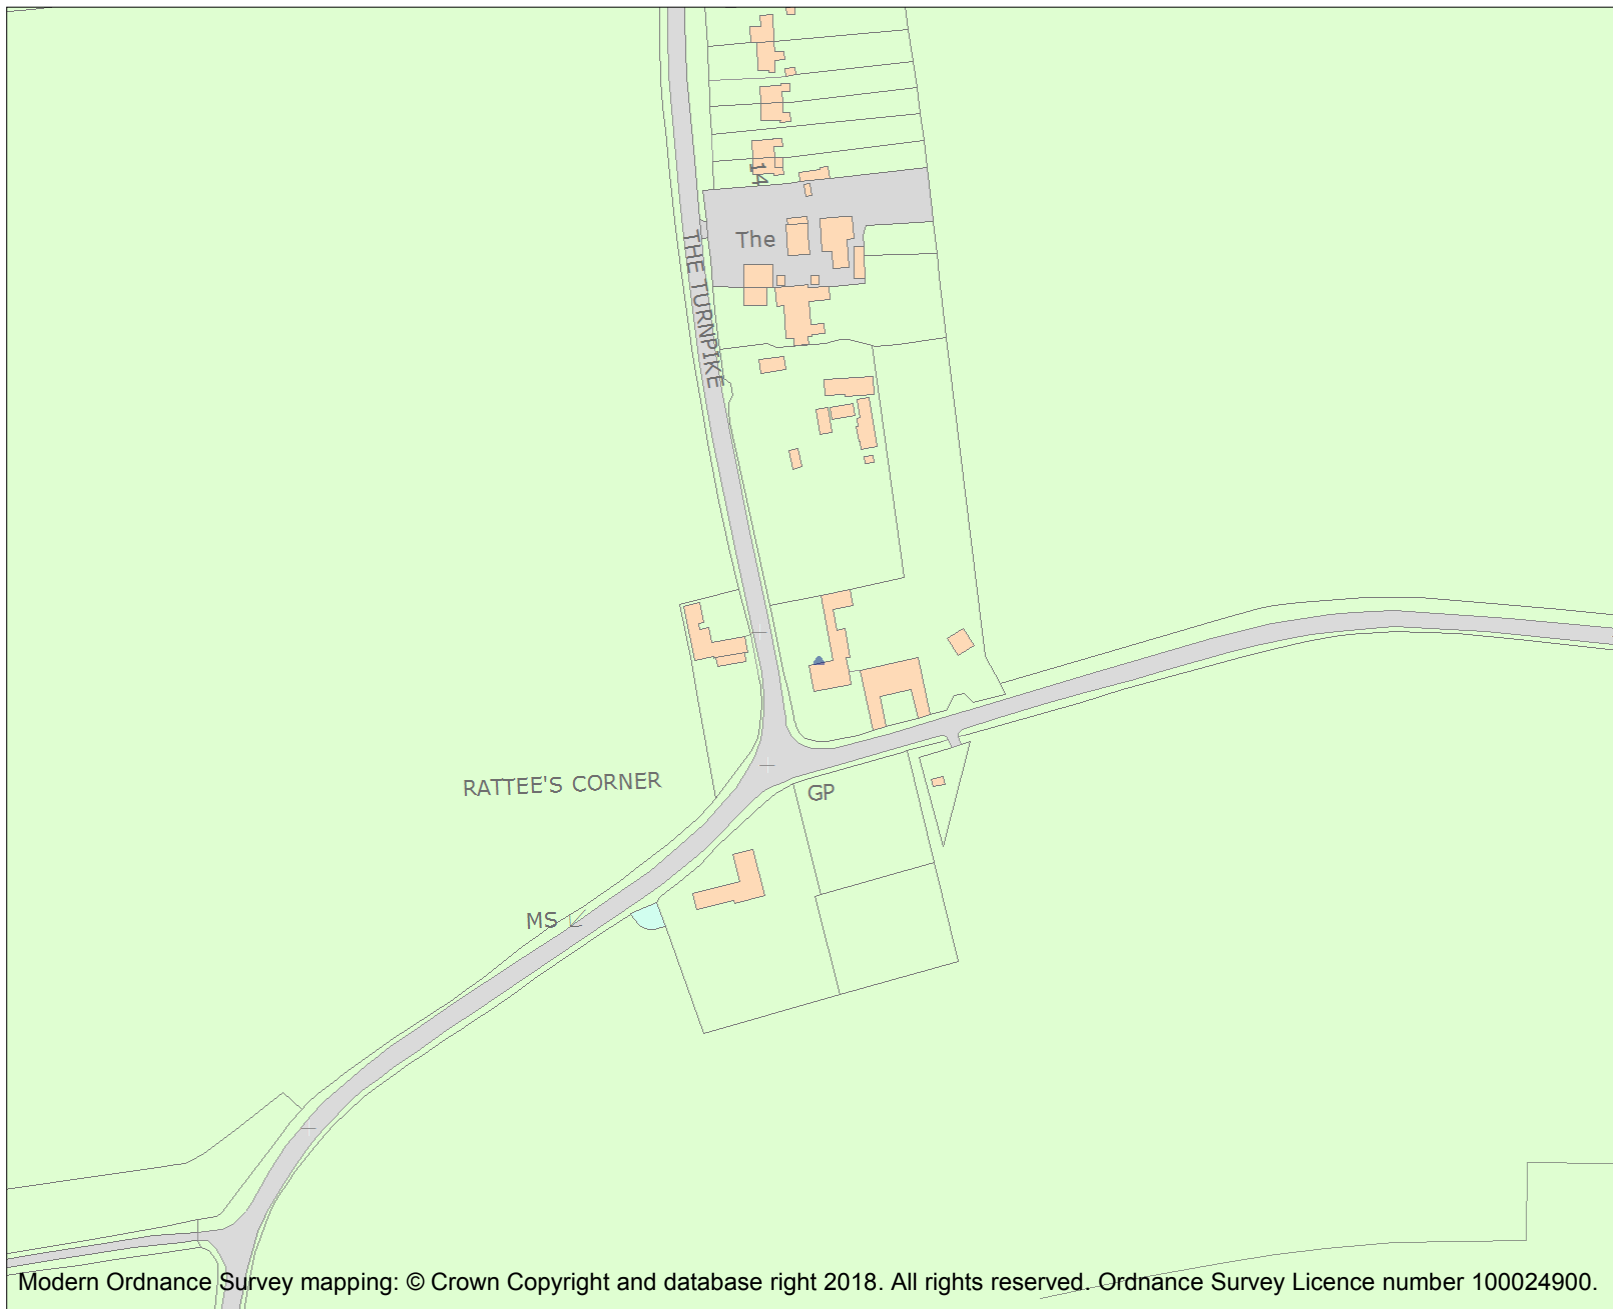 14
The
THE TURNPIKE
RATTEE'S CORNER
GP
MS
Modern Ordnance Survey mapping: © Crown Copyright and database right 2018. All rights reserved. Ordnance Survey Licence number 100024900.